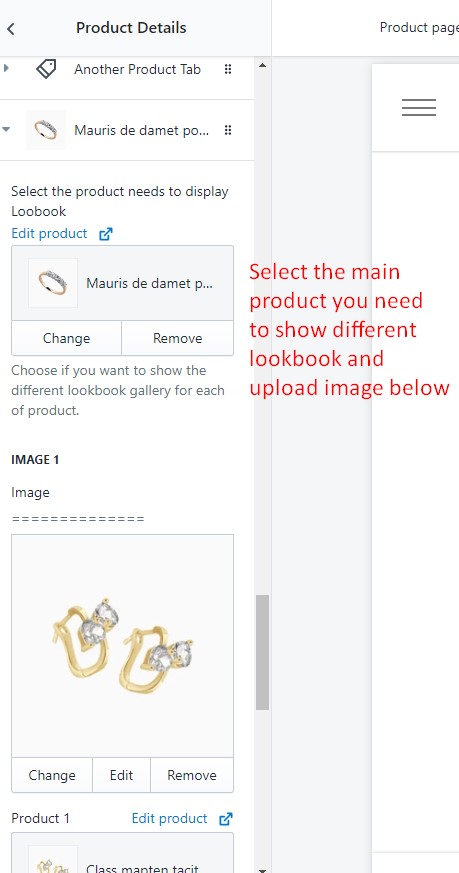 Product Details
Product page
Another Product Tab
Mauris de damet po...
Select the product needs to display
Loobook
Edit product
Mauris de damet p...
Change
Remove
Choose if you want to show the
different lookbook gallery for each
of product.
Select the main
product you need
to show different
lookbook and
upload image below
IMAGE 1
Image
==============
Change
Edit
Remove
Product 1
Edit product
Class mapten tacit